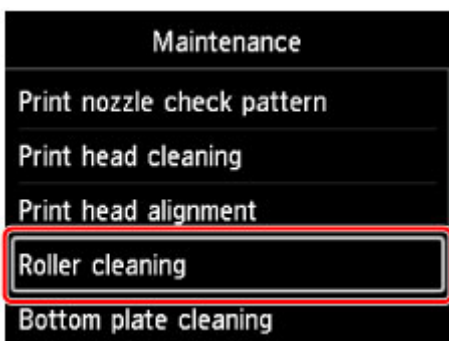 Maintenance
Print nozzle check pattern
Print head cleaning
Print head alignment
Roller cleaning
Bottom plate cleaning